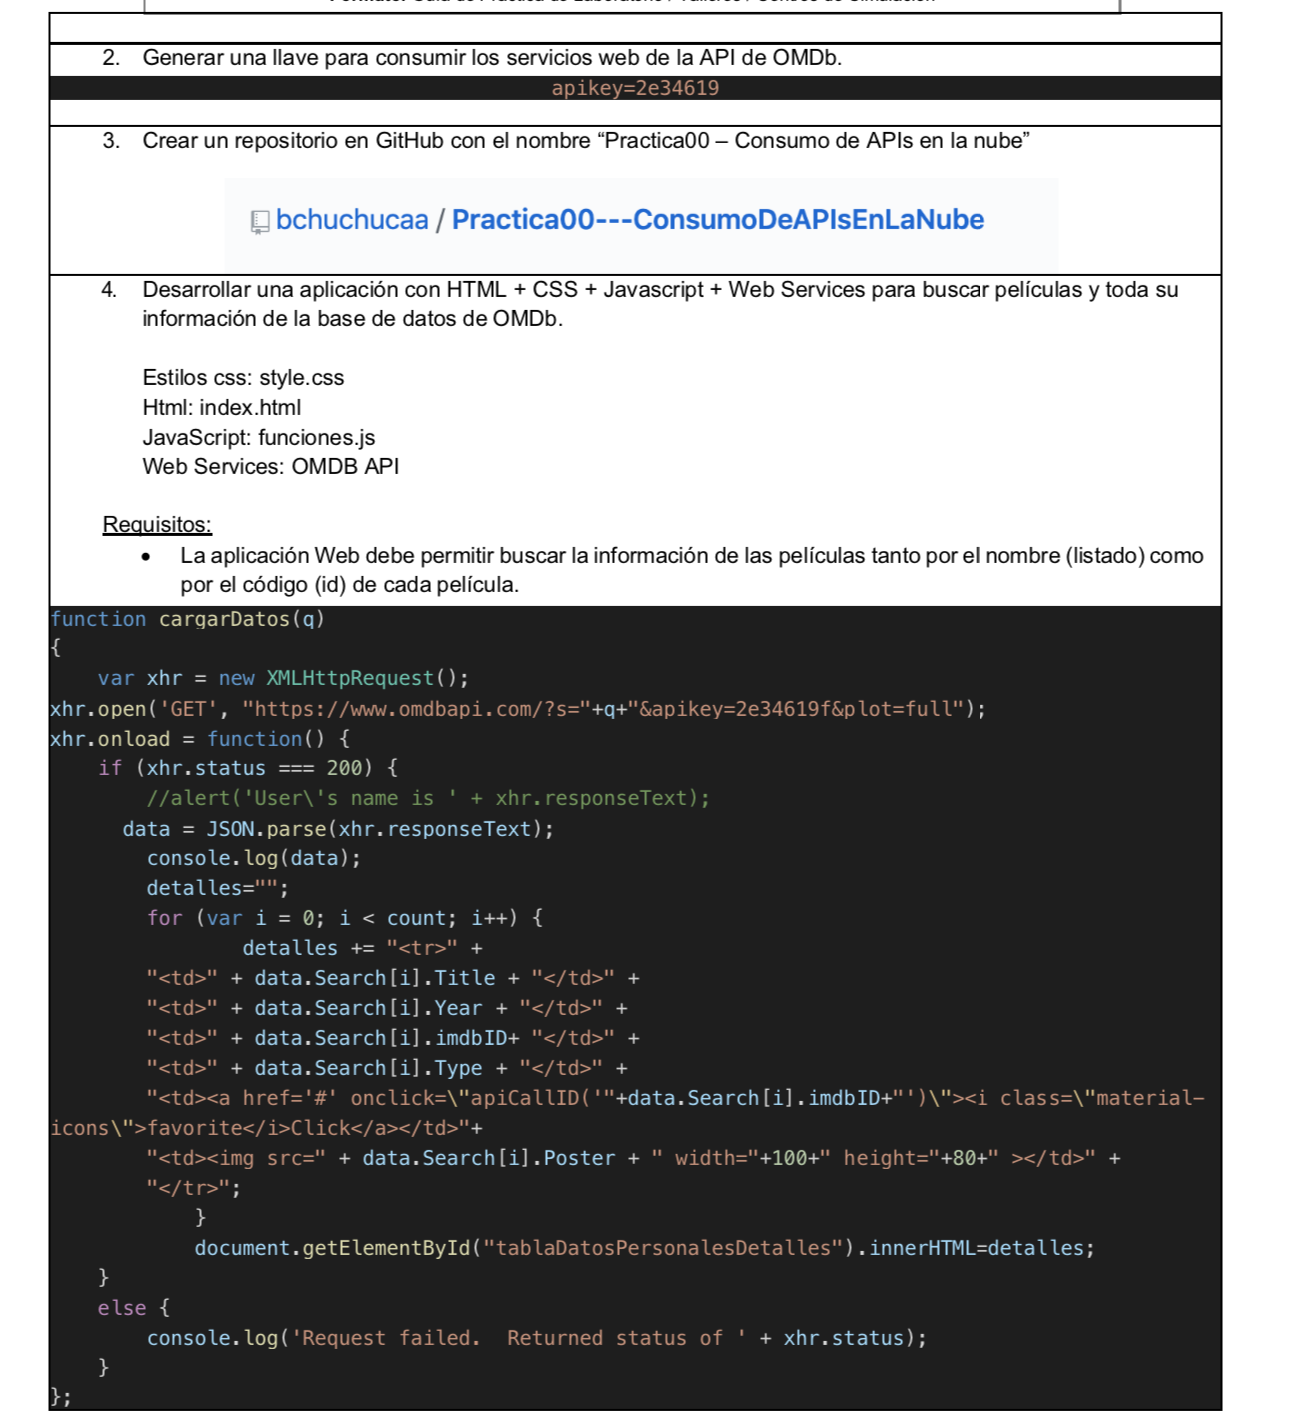 Formato: Guía de Práctica de Laboratorio / Talleres / Centros de Simulación
2. Generar una llave para consumir los servicios web de la API de OMDb.
apikey=2e34619
3. Crear un repositorio en GitHub con el nombre “Practica00 – Consumo de APIs en la nube”
bchuchucaa / Practica00---ConsumoDeAPIsEnLaNube
4. Desarrollar una aplicación con HTML + CSS + Javascript + Web Services para buscar películas y toda su
información de la base de datos de OMDb.
Estilos css: style.css
Html: index.html
JavaScript: funciones.js
Web Services: OMDB API
Requisitos:
• La aplicación Web debe permitir buscar la información de las películas tanto por el nombre (listado) como
por el código (id) de cada película.
function cargarDatos(q)
{
var xhr = new XMLHttpRequest();
xhr.open('GET', "https://www.omdbapi.com/?s="+q+"&apikey=2e34619f&plot=full");
xhr.onload = function() {
if (xhr.status === 200) {
//alert('User\'s name is ' + xhr.responseText);
data = JSON.parse(xhr.responseText);
console.log(data);
detalles="";
for (var i = 0; i < count; i++) {
detalles += "<tr>" +
"<td>" + data.Search[i].Title + "</td>" +
"<td>" + data.Search[i].Year + "</td>" +
"<td>" + data.Search[i].imdbID+ "</td>" +
"<td>" + data.Search[i].Type + "</td>" +
"<td><a href='#' onclick=\"apiCallID('"+data.Search[i].imdbID+"')\"><i class=\"material-
icons\">favorite</i>Click</a></td>"+
"<td><img src=" + data.Search[i].Poster + " width="+100+" height="+80+" ></td>" +
"</tr>";
}
document.getElementById("tablaDatosPersonalesDetalles").innerHTML=detalles;
}
else {
console.log('Request failed.  Returned status of ' + xhr.status);
}
};